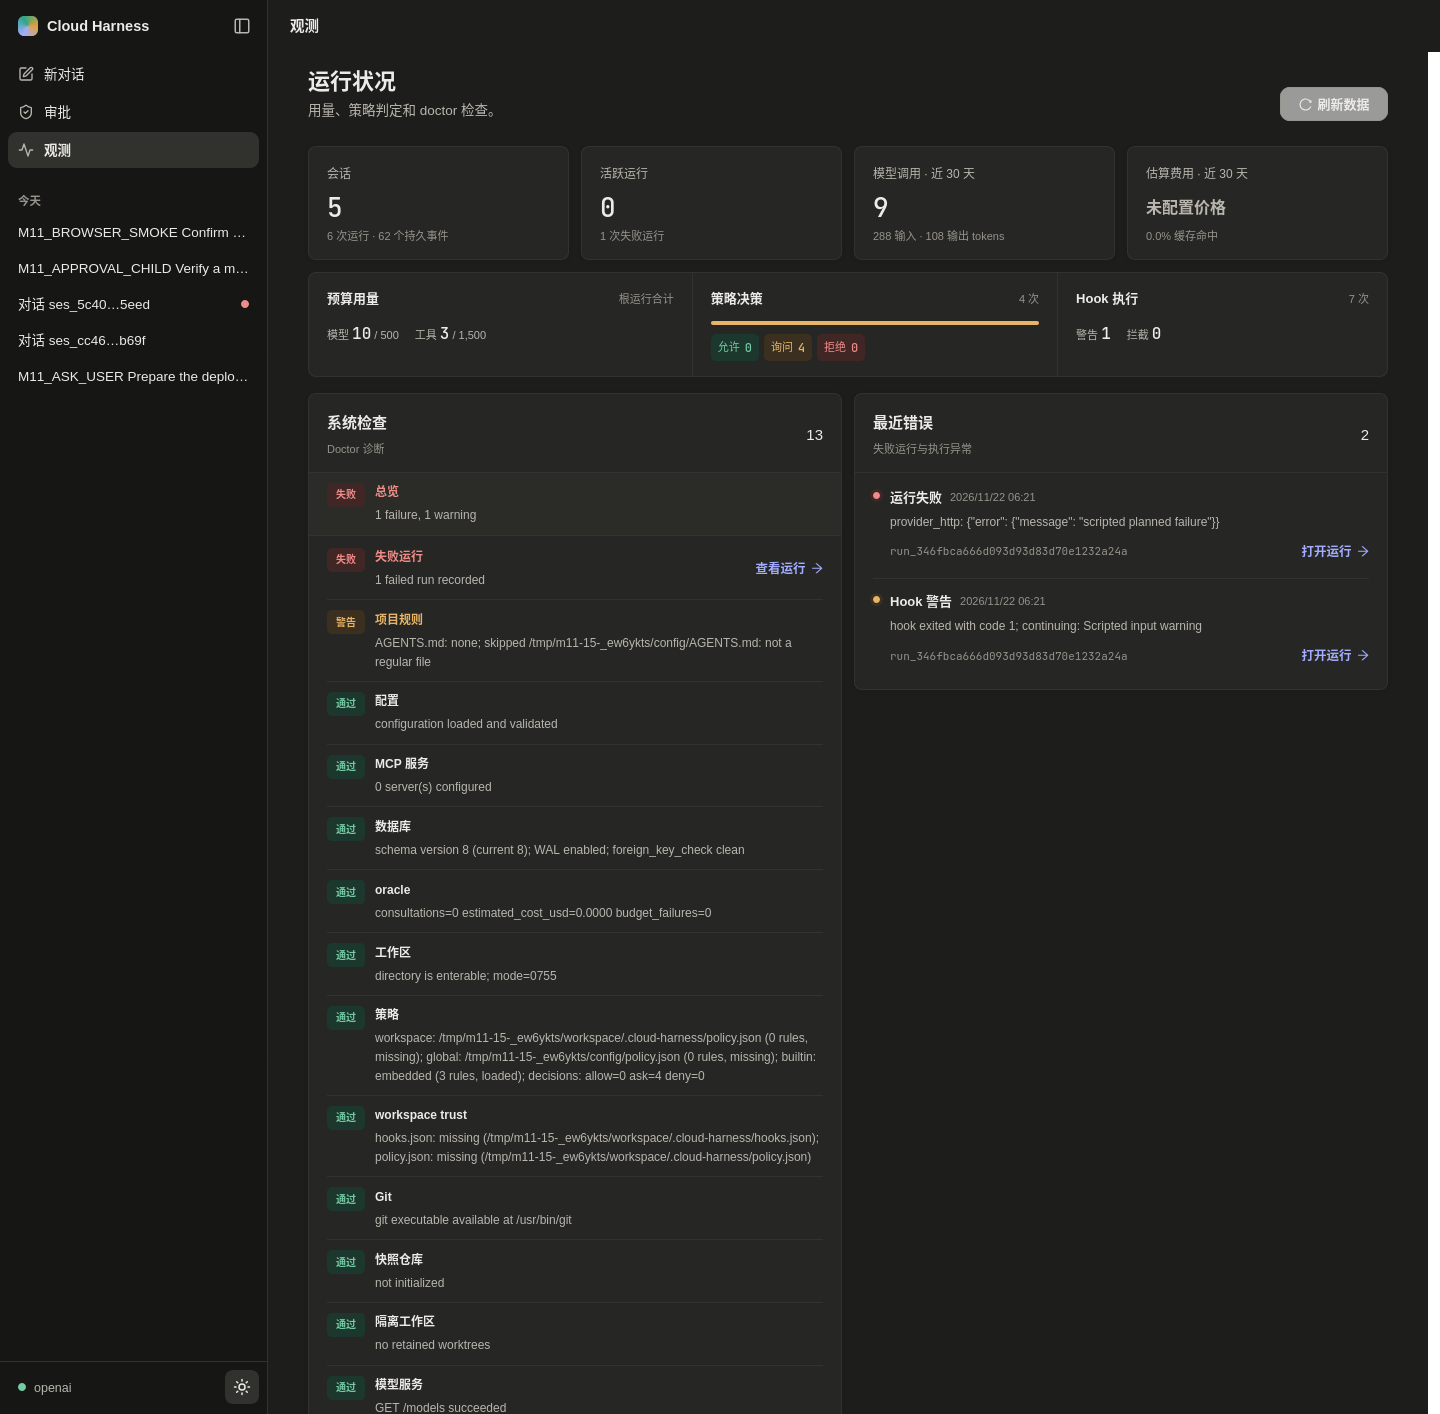 Cloud Harness
新对话
审批
观测
今天
M11_BROWSER_SMOKE Confirm …
M11_APPROVAL_CHILD Verify a m…
对话 ses_5c40…5eed
对话 ses_cc46…b69f
M11_ASK_USER Prepare the deplo…
openai
观测
运行状况
用量、策略判定和 doctor 检查。
刷新数据
会话
5
6 次运行 · 62 个持久事件
活跃运行
0
1 次失败运行
模型调用 · 近 30 天
9
288 输入 · 108 输出 tokens
估算费用 · 近 30 天
未配置价格
0.0% 缓存命中
预算用量 根运行合计
模型 10 / 500 工具 3 / 1,500
策略决策 4 次
允许 0 询问 4 拒绝 0
Hook 执行 7 次
警告 1 拦截 0
系统检查
Doctor 诊断
13
失败 总览
1 failure, 1 warning
失败 失败运行
1 failed run recorded
查看运行
警告 项目规则
AGENTS.md: none; skipped /tmp/m11-15-_ew6ykts/config/AGENTS.md: not a
regular file
通过 配置
configuration loaded and validated
通过 MCP 服务
0 server(s) configured
通过 数据库
schema version 8 (current 8); WAL enabled; foreign_key_check clean
通过 oracle
consultations=0 estimated_cost_usd=0.0000 budget_failures=0
通过 工作区
directory is enterable; mode=0755
通过 策略
workspace: /tmp/m11-15-_ew6ykts/workspace/.cloud-harness/policy.json (0 rules,
missing); global: /tmp/m11-15-_ew6ykts/config/policy.json (0 rules, missing); builtin:
embedded (3 rules, loaded); decisions: allow=0 ask=4 deny=0
通过 workspace trust
hooks.json: missing (/tmp/m11-15-_ew6ykts/workspace/.cloud-harness/hooks.json);
policy.json: missing (/tmp/m11-15-_ew6ykts/workspace/.cloud-harness/policy.json)
通过 Git
git executable available at /usr/bin/git
通过 快照仓库
not initialized
通过 隔离工作区
no retained worktrees
通过 模型服务
GET /models succeeded
最近错误
失败运行与执行异常
2
运行失败 2026/11/22 06:21
provider_http: {"error": {"message": "scripted planned failure"}}
run_346fbca666d093d93d83d70e1232a24a
打开运行
Hook 警告 2026/11/22 06:21
hook exited with code 1; continuing: Scripted input warning
run_346fbca666d093d93d83d70e1232a24a
打开运行